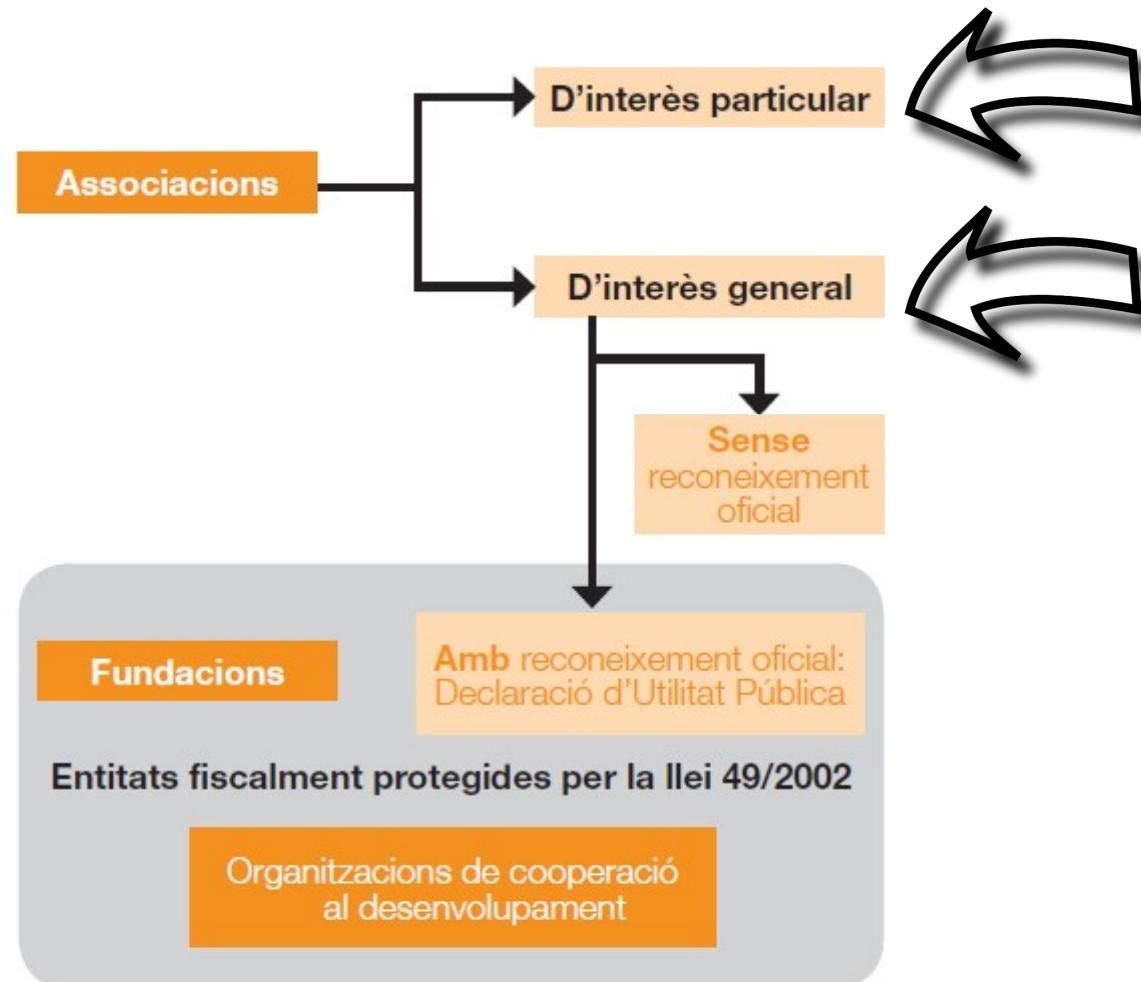 D'interès particular
Associacions
D'interès general
Sense
reconeixement
oficial
Fundacions
Amb reconeixement oficial:
Declaració d'Utilitat Pública
Entitats fiscalment protegides per la llei 49/2002
Organitzacions de cooperació
al desenvolupament